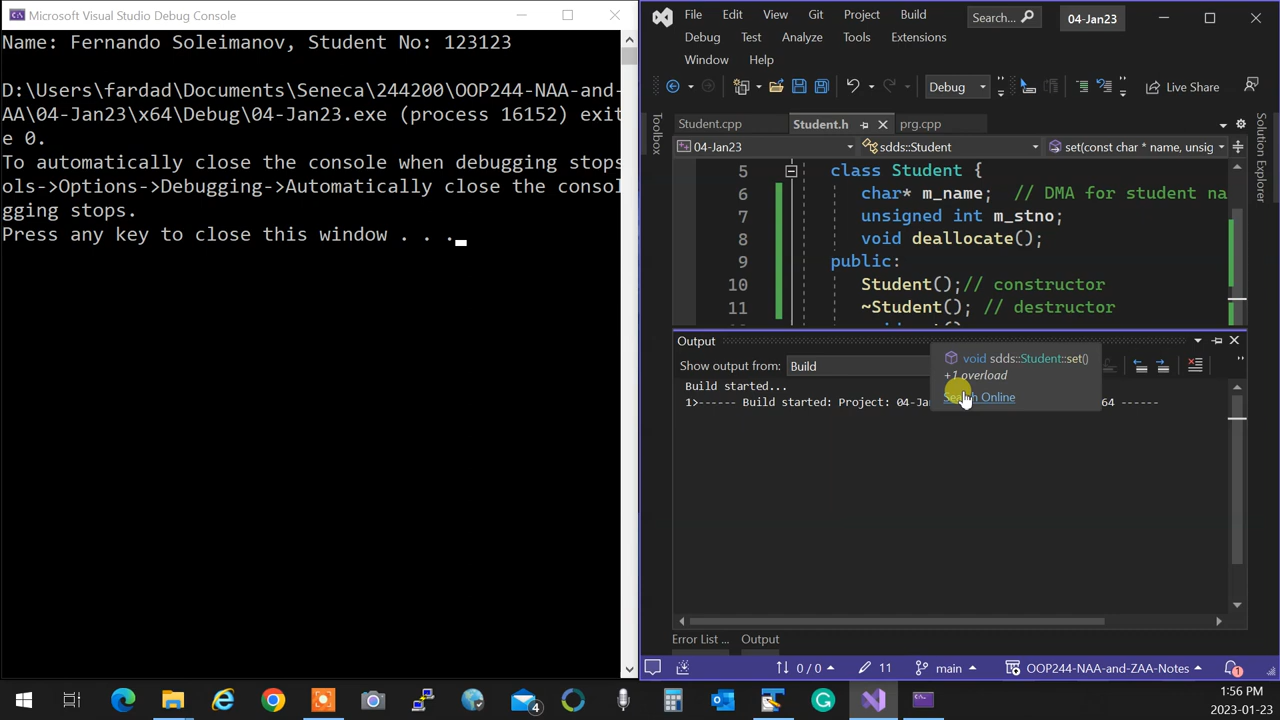 Microsoft Visual Studio Debug Console
Name: Fernando Soleimanov, Student No: 123123
D:\Users\fardad\Documents\Seneca\244200\OOP244-NAA-and-
AA\04-Jan23\x64\Debug\04-Jan23.exe (process 16152) exit
e 0.
To automatically close the console when debugging stops
ols->Options->Debugging->Automatically close the consol
gging stops.
Press any key to close this window . . .
File Edit View Git Project Build
Search...
04-Jan23
Debug Test Analyze Tools Extensions
Window Help
Debug
Live Share
Toolbox
Student.cpp Student.h prg.cpp
04-Jan23 sdds::Student set(const char * name, unsig
5 class Student {
6 char* m_name; // DMA for student na
7 unsigned int m_stno;
8 void deallocate();
9 public:
10 Student();// constructor
11 ~Student(); // destructor
Solution Explorer
Output
Show output from: Build
void sdds::Student::set()
+1 overload
Search Online
Build started...
1>------ Build started: Project: 04-Ja 64 ------
Error List ... Output
0 / 0 11 main OOP244-NAA-and-ZAA-Notes 1
4
1:56 PM
2023-01-23